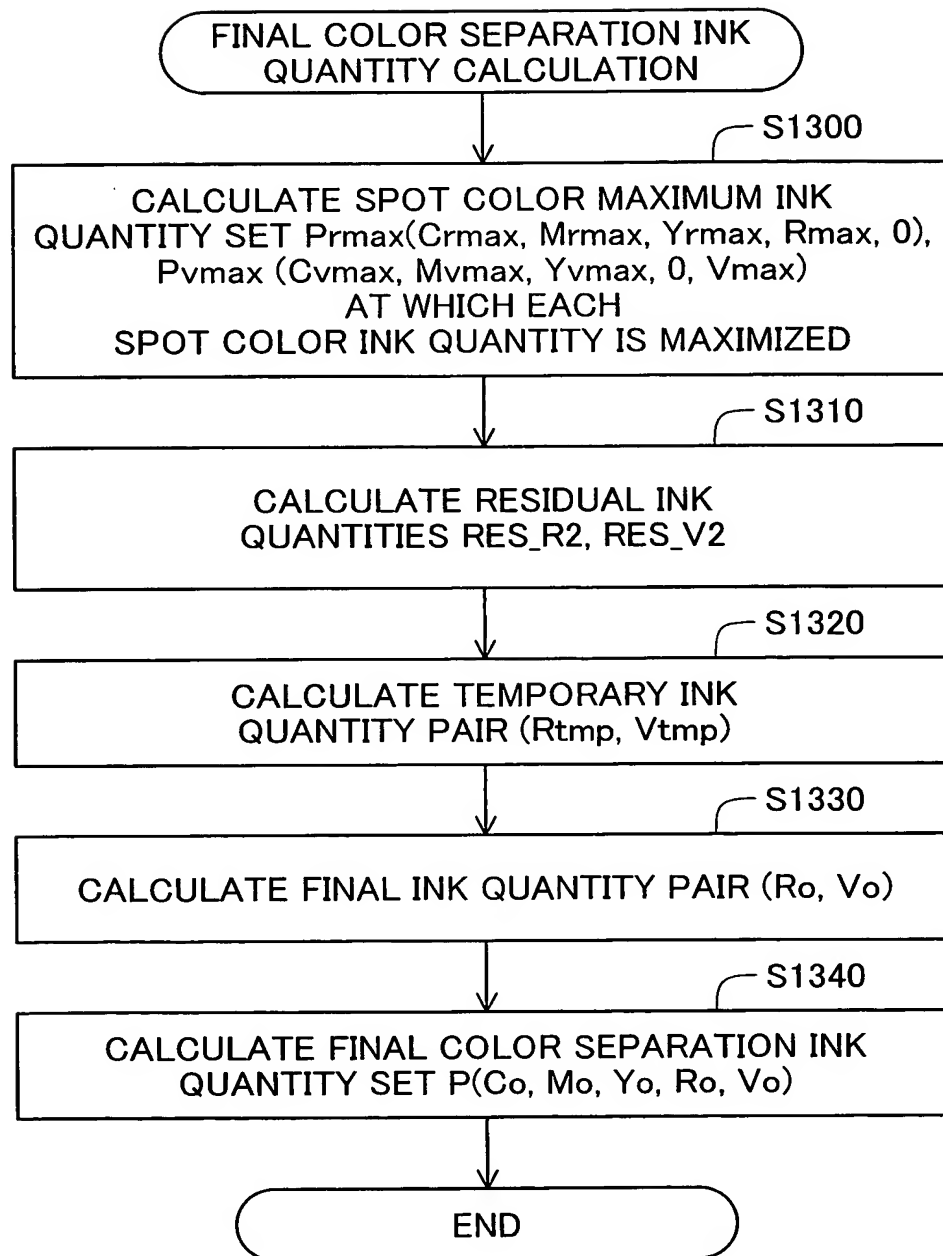 FINAL COLOR SEPARATION INK
QUANTITY CALCULATION
S1300
CALCULATE SPOT COLOR MAXIMUM INK
QUANTITY SET Prmax(Crmax, Mrmax, Yrmax, Rmax, 0),
Pvmax (Cvmax, Mvmax, Yvmax, 0, Vmax)
AT WHICH EACH
SPOT COLOR INK QUANTITY IS MAXIMIZED
S1310
CALCULATE RESIDUAL INK
QUANTITIES RES_R2, RES_V2
S1320
CALCULATE TEMPORARY INK
QUANTITY PAIR (Rtmp, Vtmp)
S1330
CALCULATE FINAL INK QUANTITY PAIR (Ro, Vo)
S1340
CALCULATE FINAL COLOR SEPARATION INK
QUANTITY SET P(Co, Mo, Yo, Ro, Vo)
END